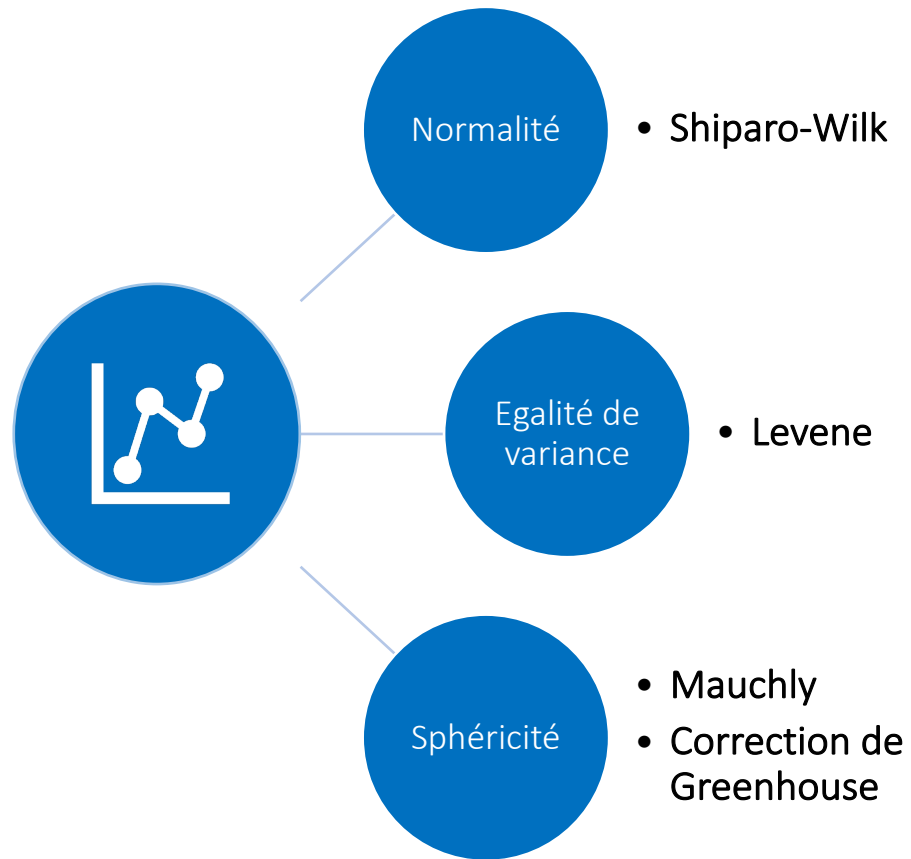 Normalité
• Shiparo-Wilk
Egalité de
variance
• Levene
Sphéricité
• Mauchly
• Correction de
Greenhouse